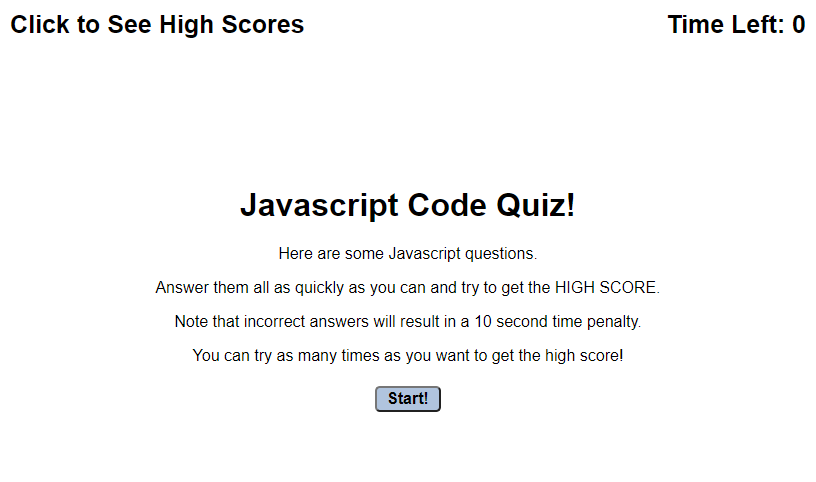 Click to See High Scores
Time Left: 0
Javascript Code Quiz!
Here are some Javascript questions.
Answer them all as quickly as you can and try to get the HIGH SCORE.
Note that incorrect answers will result in a 10 second time penalty.
You can try as many times as you want to get the high score!
Start!